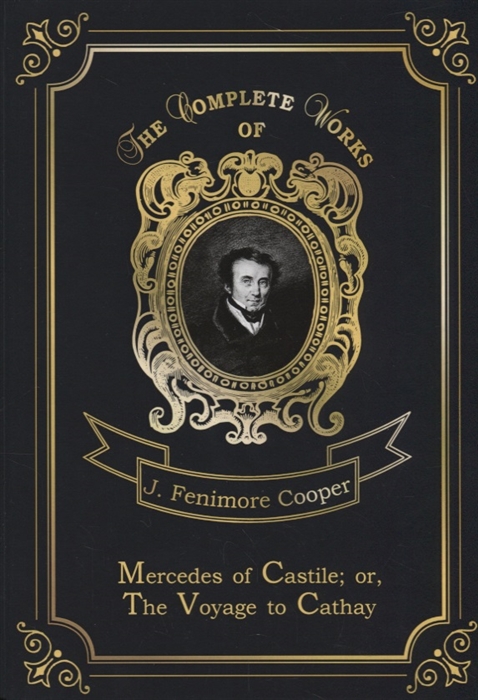 The Complete Works
OF
J. Fenimore Cooper
Mercedes of Castile; or,
The Voyage to Cathay